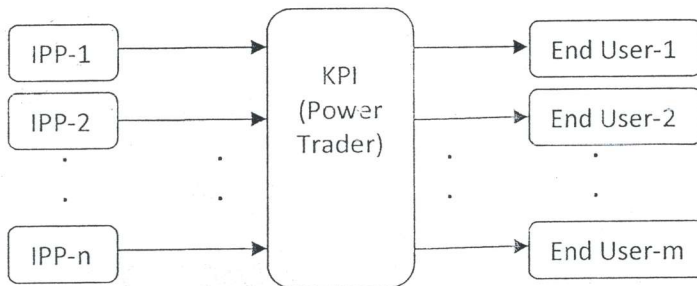 IPP-1
IPP-2
IPP-n
KPI
(Power
Trader)
End User-1
End User-2
End User-m